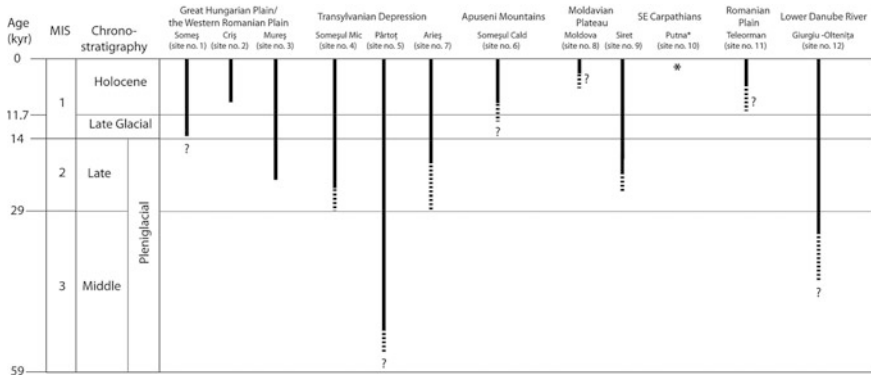 Age
(kyr)
MIS
Chrono-
stratigraphy
Great Hungarian Plain/
the Western Romanian Plain
Transylvanian Depression
Apuseni Mountains
Moldavian
Plateau
SE Carpathians
Romanian
Plain
Lower Danube River
Someş
(site no. 1)
Criş
(site no. 2)
Mureş
(site no. 3)
Someşul Mic
(site no. 4)
Pârtoţ
(site no. 5)
Arieş
(site no. 7)
Someşul Cald
(site no. 6)
Moldova
(site no. 8)
Siret
(site no. 9)
Putna*
(site no. 10)
Teleorman
(site no. 11)
Giurgiu -Olteniţa
(site no. 12)
0
Holocene
*
?
?
1
11.7
Late Glacial
?
14
?
2
Late
29
Pleniglacial
3
Middle
?
?
59